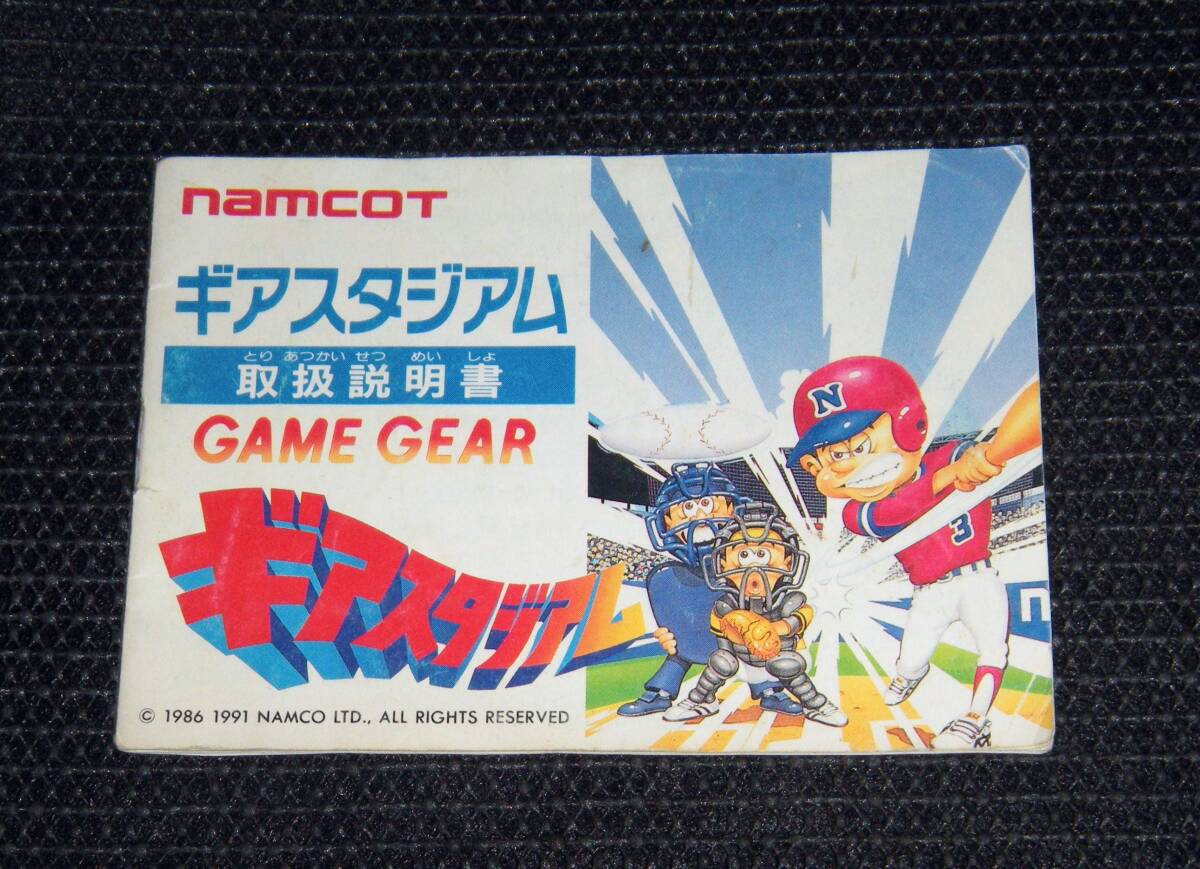 namcoT
ギアスタジアム
とり あつかい せつ めい しょ
取扱説明書
GAME GEAR
ギアスタジアム
© 1986 1991 NAMCO LTD., ALL RIGHTS RESERVED
N
3
n